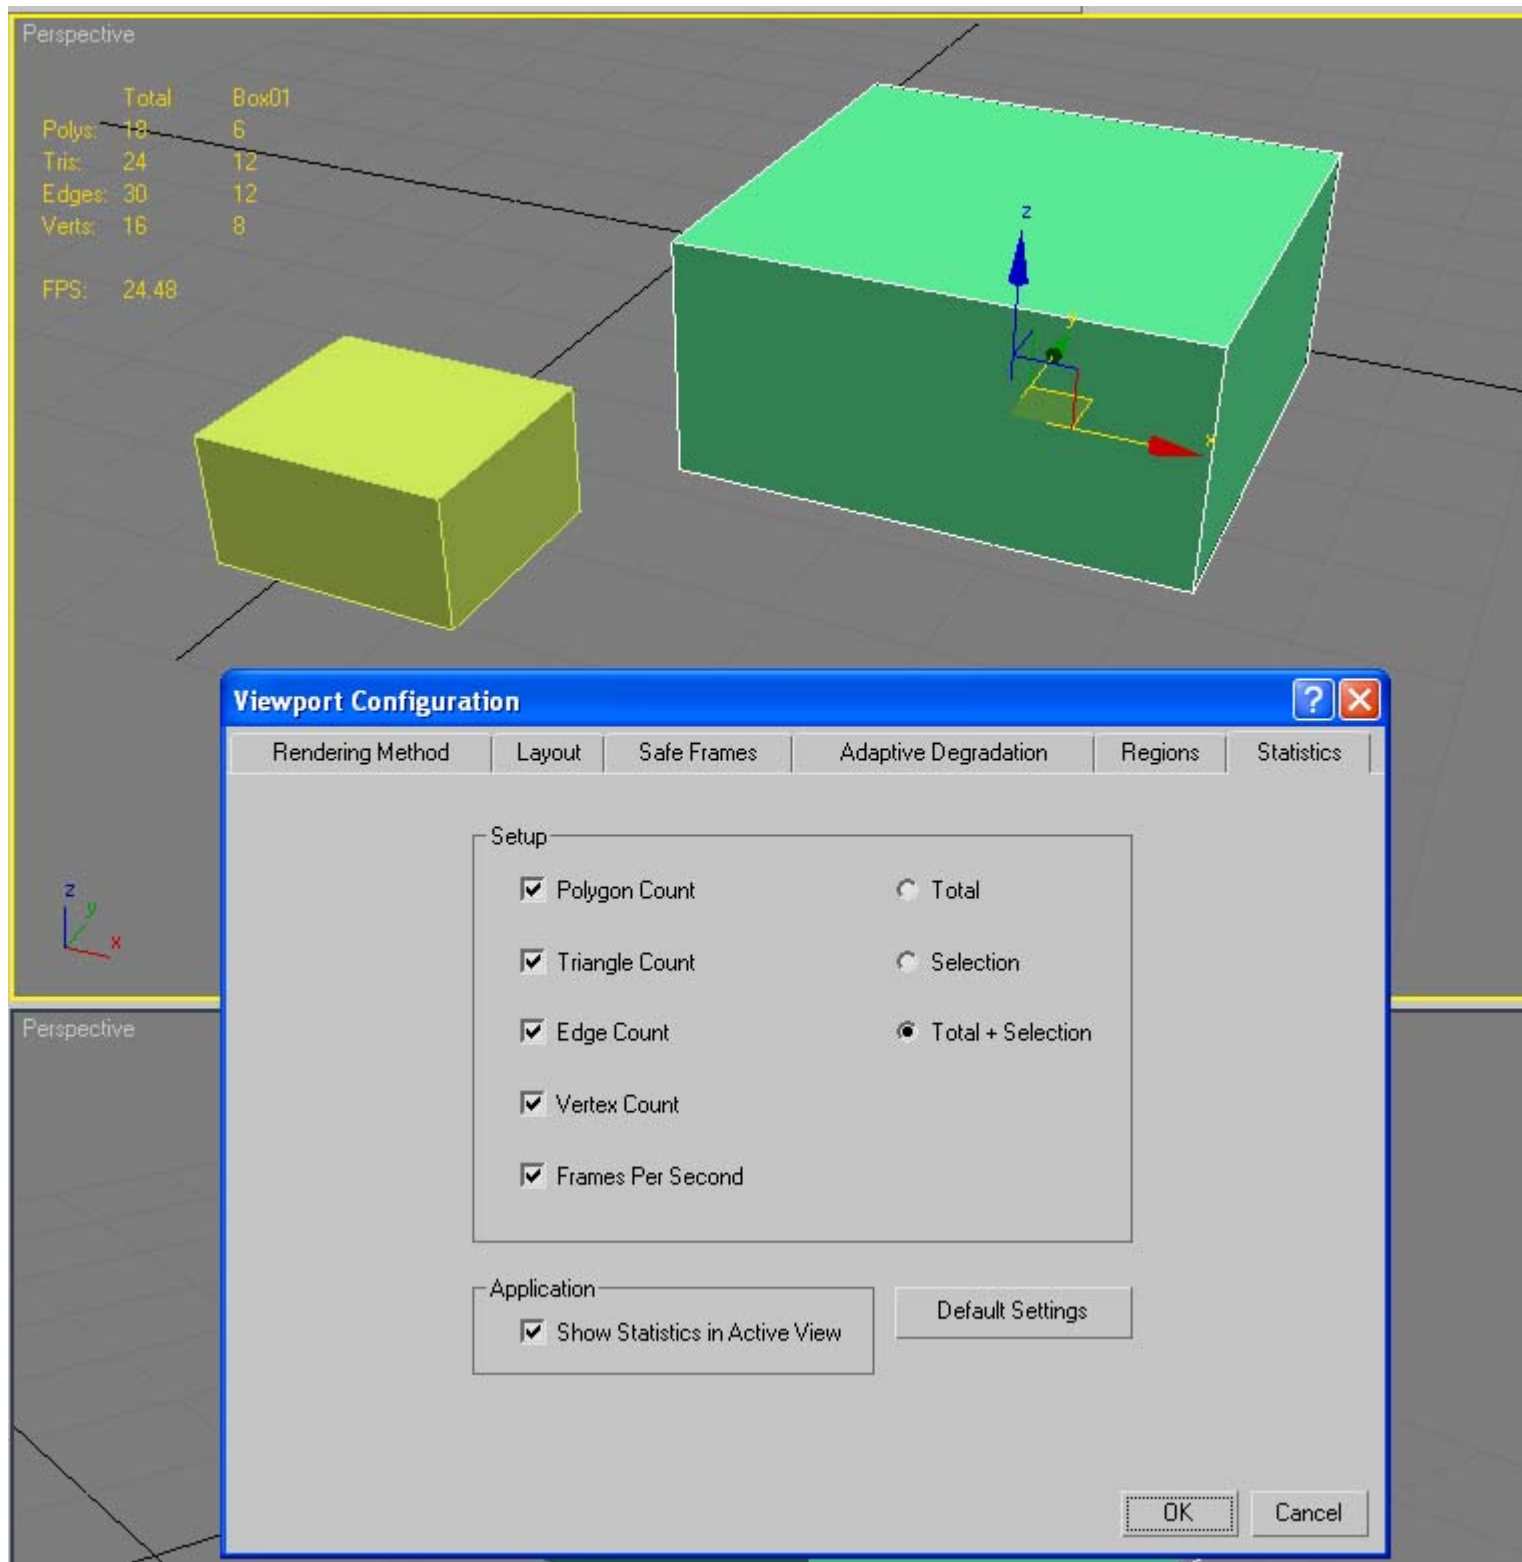 Perspective
Total Box01
Polys: 18 6
Tris: 24 12
Edges: 30 12
Verts: 16 8
FPS: 24.48
z
y
x
z
y
x
Viewport Configuration
?
Rendering Method Layout Safe Frames Adaptive Degradation Regions Statistics
Setup
Polygon Count Total
Triangle Count Selection
Edge Count Total + Selection
Vertex Count
Frames Per Second
Application
Show Statistics in Active View
Default Settings
OK Cancel
Perspective